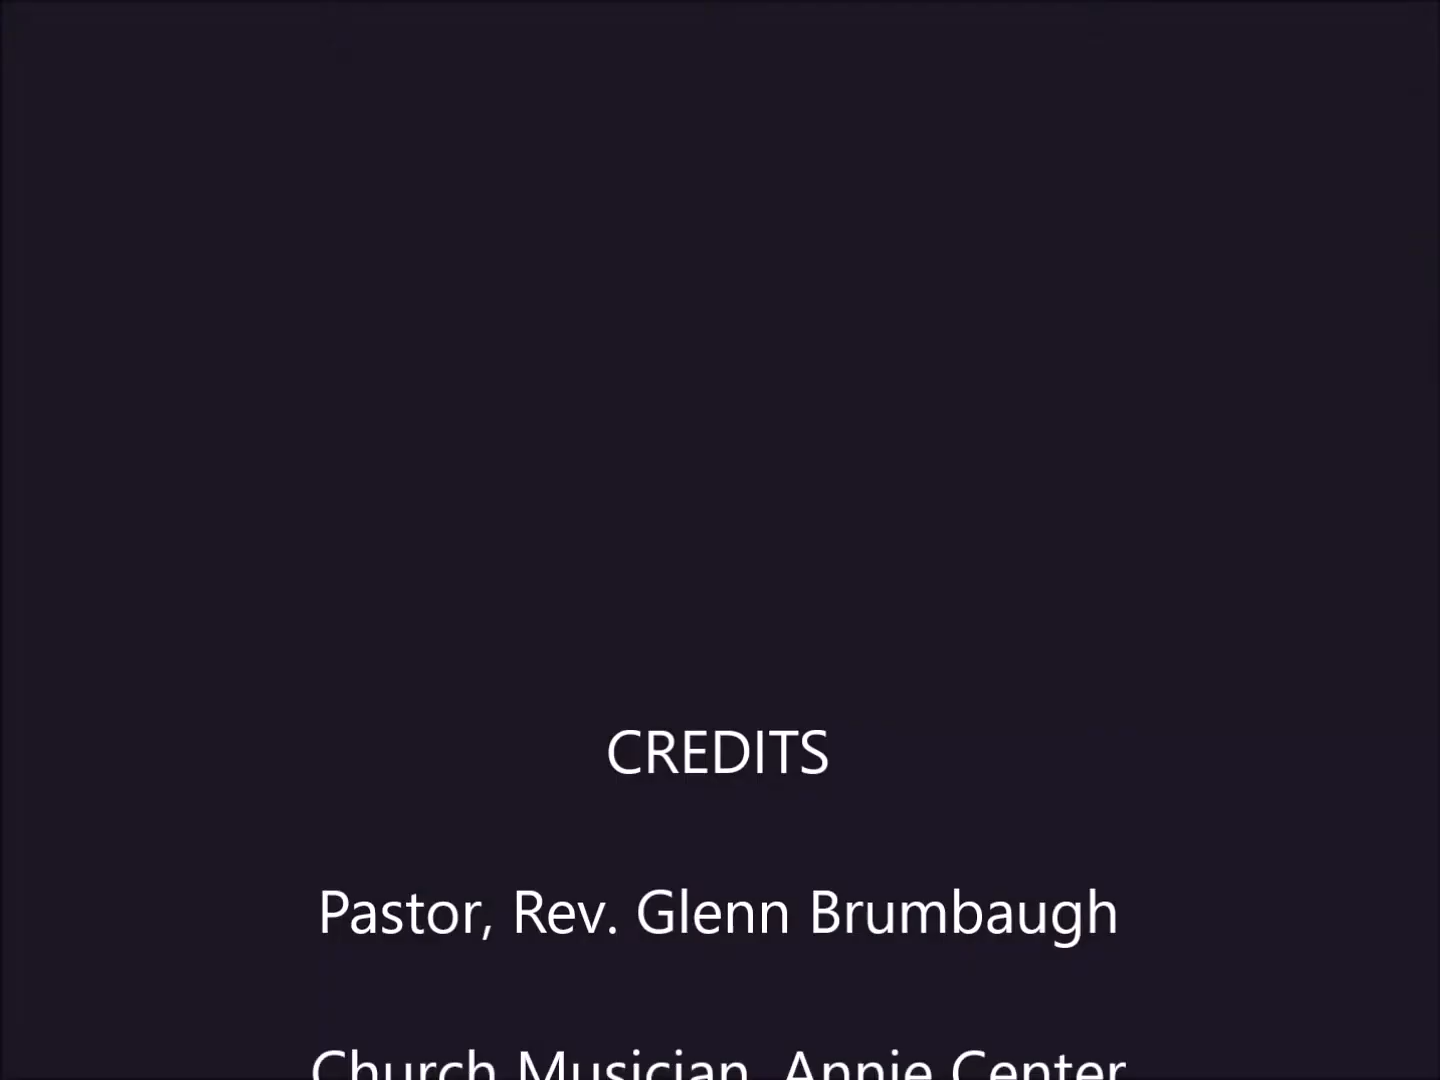 CREDITS
Pastor, Rev. Glenn Brumbaugh
Church Musician, Annie Center